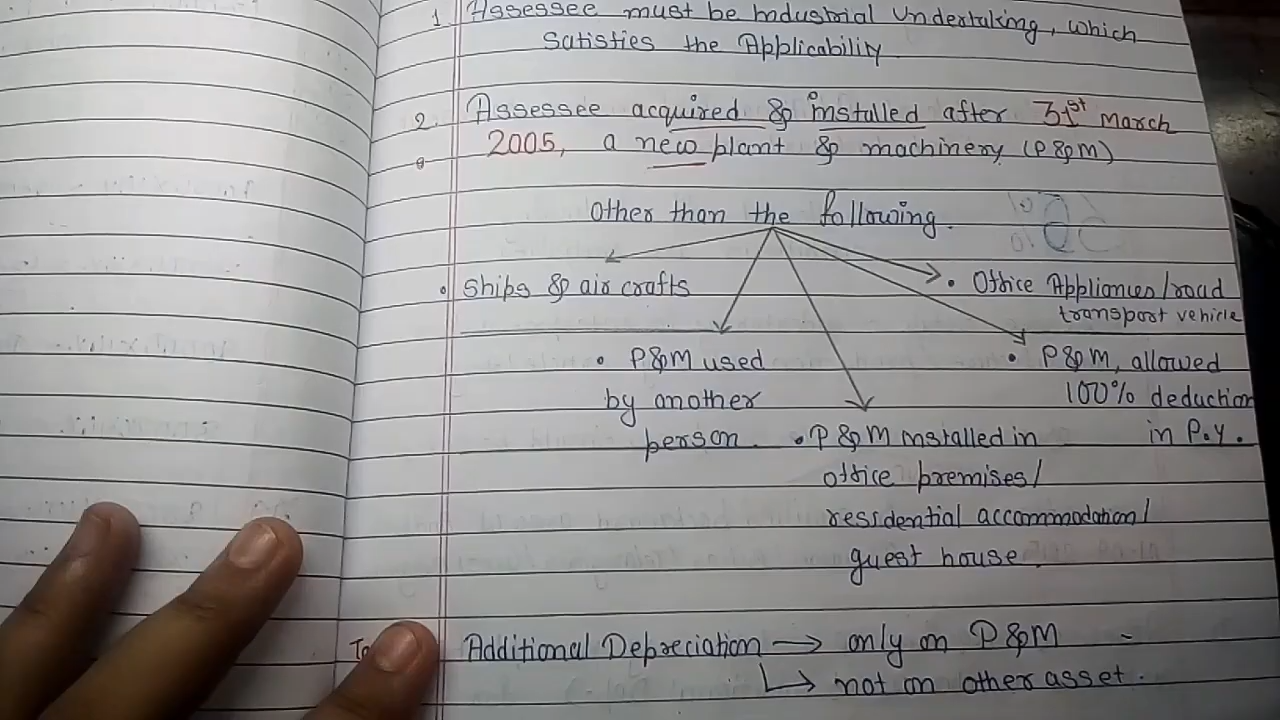 1. Assessee must be Industrial Undertaking, which
satisfies the Applicability
2. Assessee acquired & installed after 31st March
2005, a new plant & machinery (P&M)
Other than the following.
• Ships & air crafts
• Office Appliances/road
transport vehicle
• P&M used
by another
person.
• P&M, allowed
100% deduction
in P.Y.
• P&M installed in
office premises/
residential accommodation/
guest house.
Additional Depreciation → only on P&M -
↳ not on other asset.